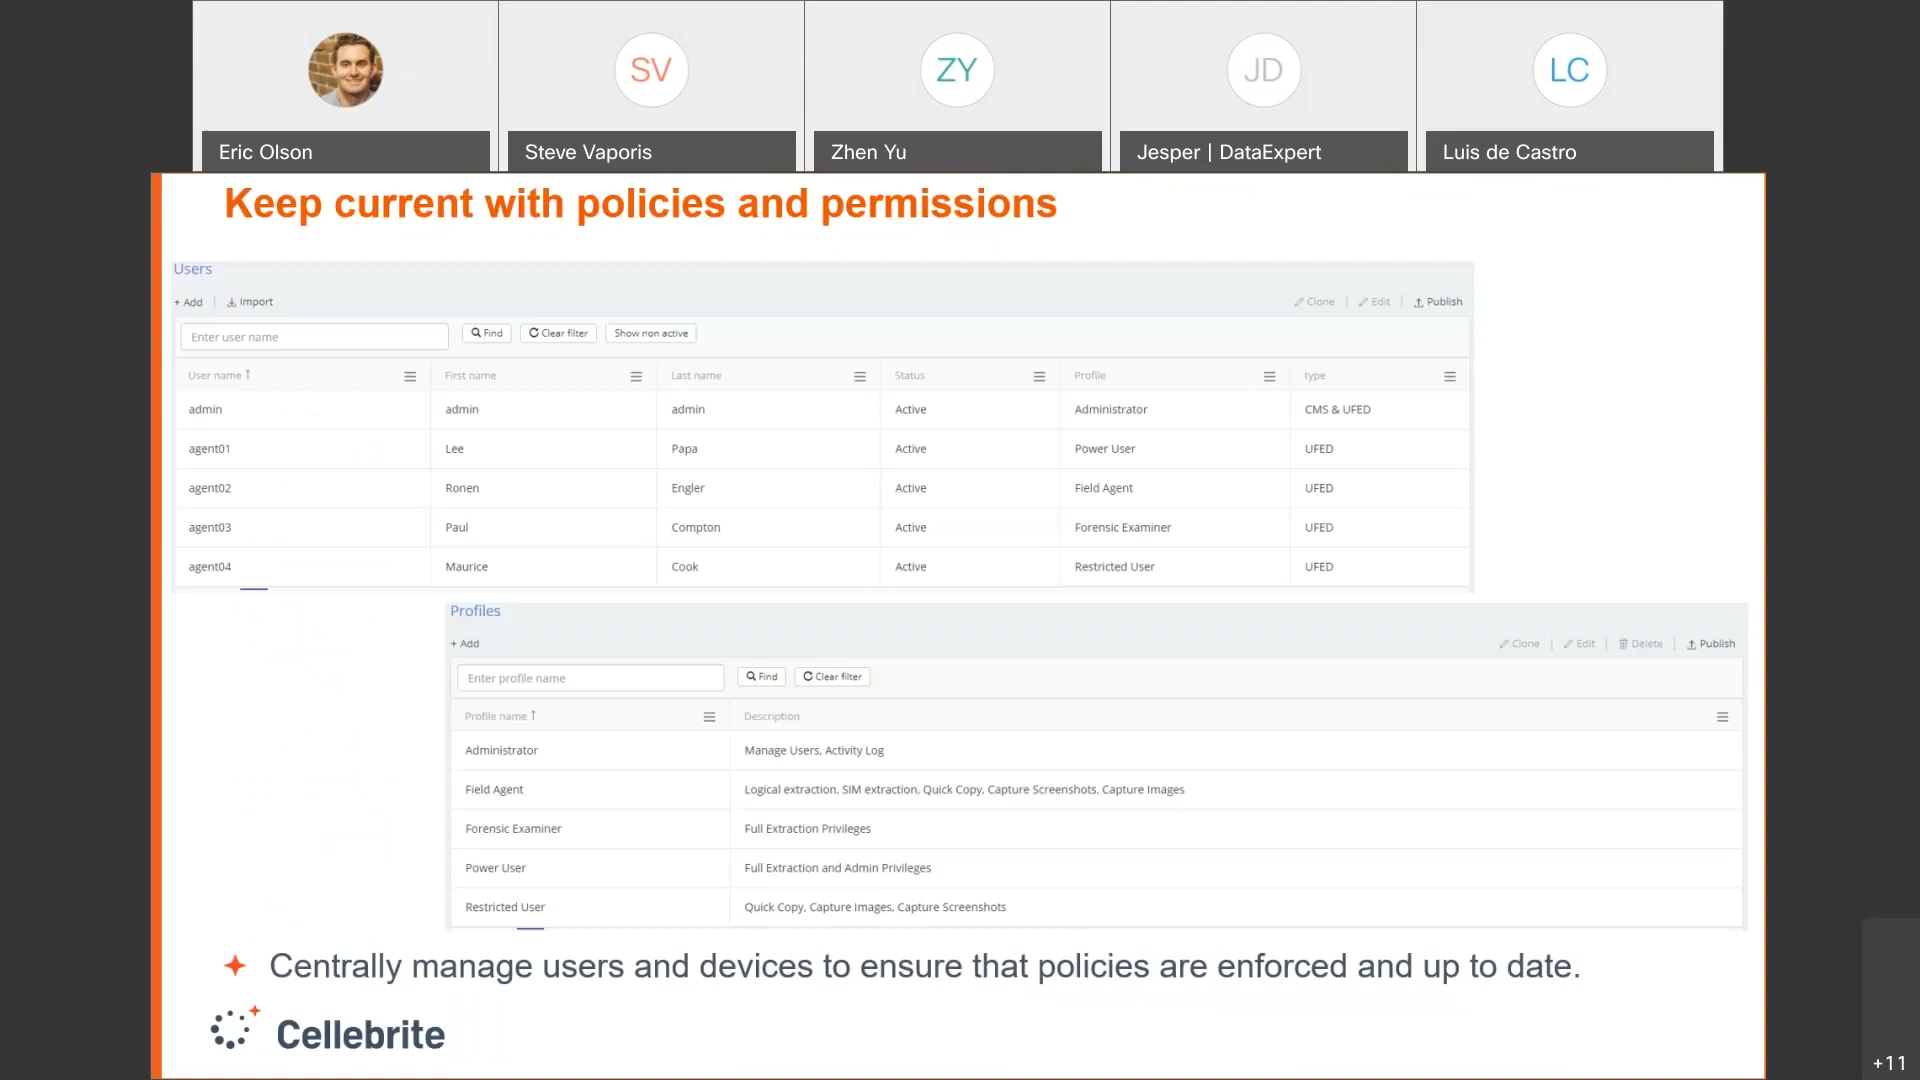 SV
ZY
JD
LC
Eric Olson
Steve Vaporis
Zhen Yu
Jesper | DataExpert
Luis de Castro
Keep current with policies and permissions
Users
+ Add | Import Clone | Edit | Publish
Enter user name Find Clear filter Show non active
User name ↑ First name Last name Status Profile type
admin admin admin Active Administrator CMS & UFED
agent01 Lee Papa Active Power User UFED
agent02 Ronen Engler Active Field Agent UFED
agent03 Paul Compton Active Forensic Examiner UFED
agent04 Maurice Cook Active Restricted User UFED
Profiles
+ Add Clone | Edit | Delete | Publish
Enter profile name Find Clear filter
Profile name ↑ Description
Administrator Manage Users, Activity Log
Field Agent Logical extraction, SIM extraction, Quick Copy, Capture Screenshots, Capture Images
Forensic Examiner Full Extraction Privileges
Power User Full Extraction and Admin Privileges
Restricted User Quick Copy, Capture Images, Capture Screenshots
Centrally manage users and devices to ensure that policies are enforced and up to date.
Cellebrite
+11